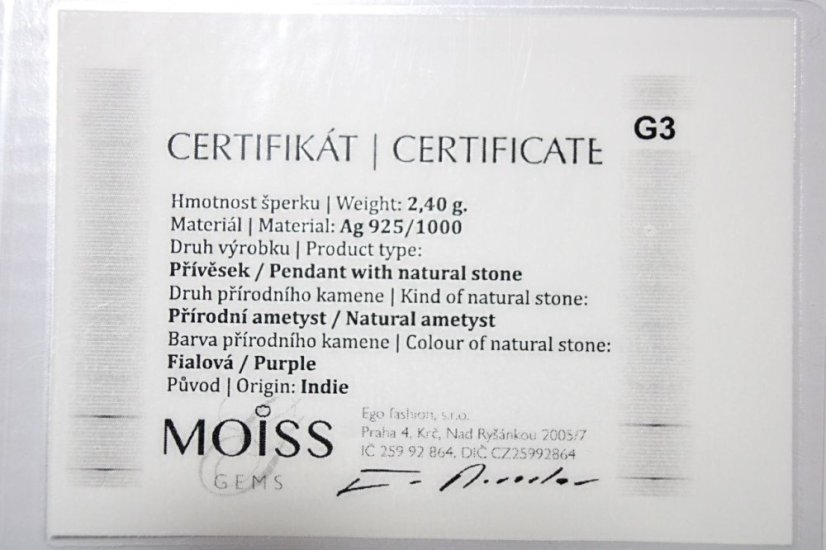 G3
CERTIFIKÁT | CERTIFICATE
Hmotnost šperku | Weight: 2,40 g.
Materiál | Material: Ag 925/1000
Druh výrobku | Product type:
Přívěsek / Pendant with natural stone
Druh přírodního kamene | Kind of natural stone:
Přírodní ametyst / Natural ametyst
Barva přírodního kamene | Colour of natural stone:
Fialová / Purple
Původ | Origin: Indie
MOISS
GEMS
Ego fashion, s.r.o.
Praha 4, Krč, Nad Ryšánkou 2005/7
IČ 259 92 864, DIČ CZ25992864